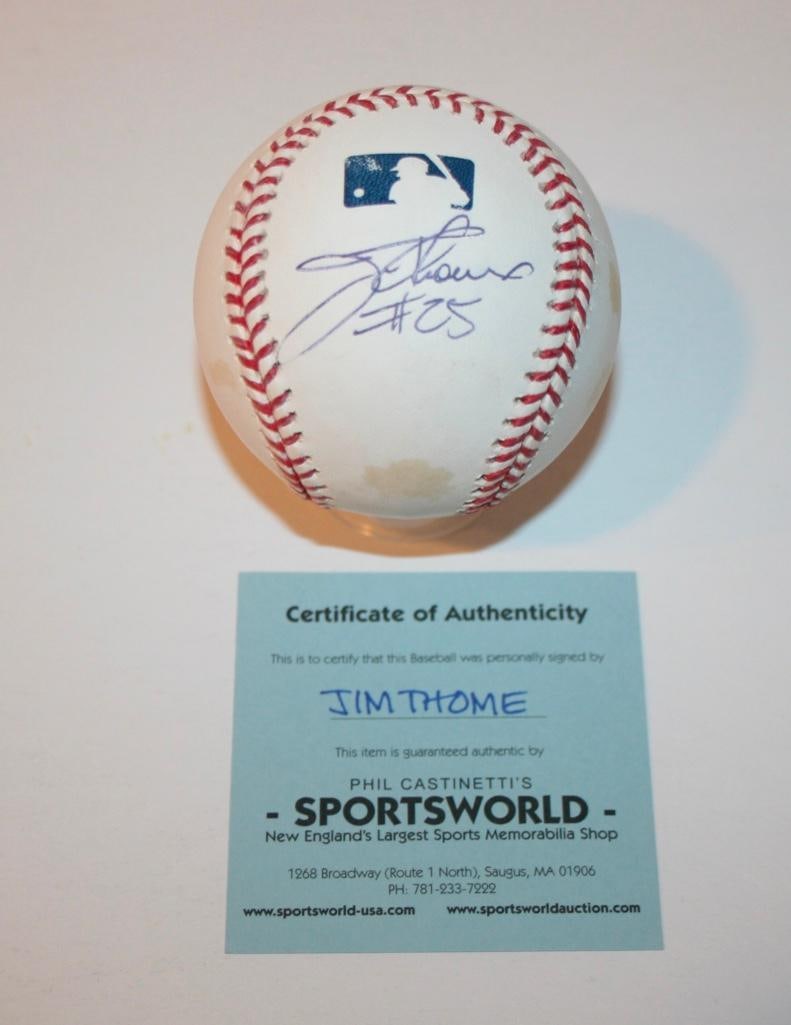 Jim Thome
#25
Certificate of Authenticity
This is to certify that this Baseball was personally signed by
JIM THOME
This item is guaranteed authentic by
PHIL CASTINETTI'S
- SPORTSWORLD -
New England's Largest Sports Memorabilia Shop
1268 Broadway (Route 1 North), Saugus, MA 01906
PH: 781-233-7222
www.sportsworld-usa.com www.sportsworldauction.com